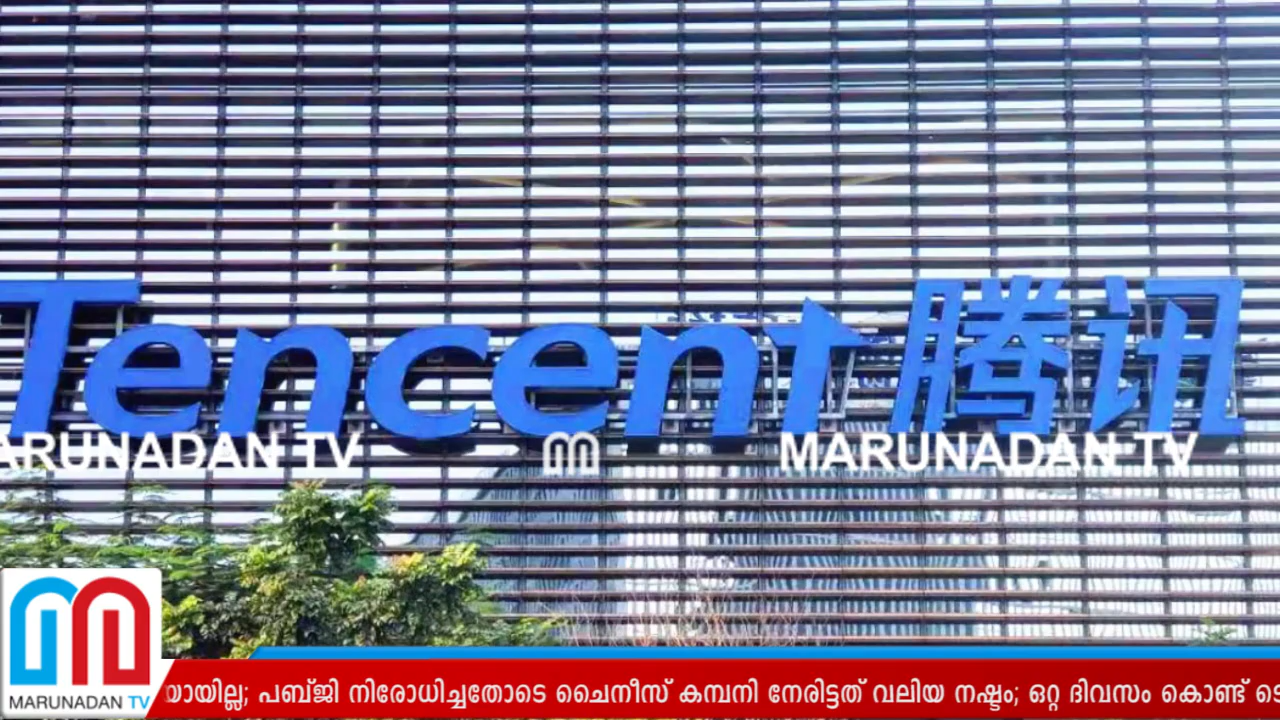 Tencent 腾讯
MARUNADAN TV MARUNADAN TV
MARUNADAN TV
യായില്ല; പബ്ജി നിരോധിച്ചതോടെ ചൈനീസ് കമ്പനി നേരിട്ടത് വലിയ നഷ്ടം; ഒറ്റ ദിവസം കൊണ്ട്